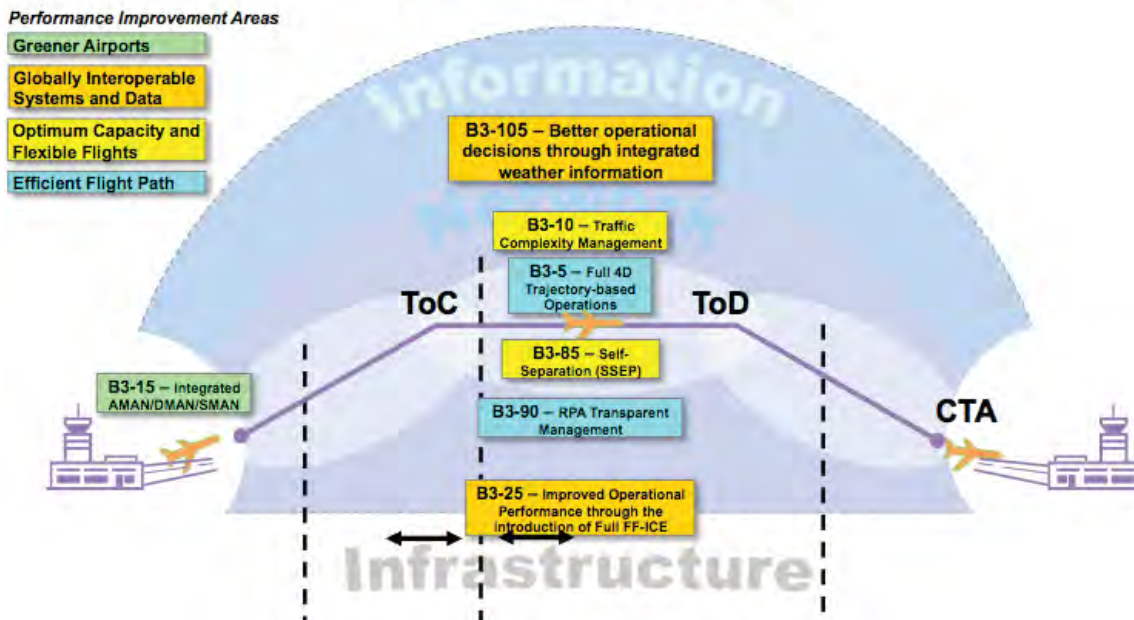 Performance Improvement Areas
Greener Airports
Globally Interoperable
Systems and Data
Optimum Capacity and
Flexible Flights
Efficient Flight Path
Information
B3-105 – Better operational
decisions through integrated
weather information
B3-10 – Traffic
Complexity Management
B3-5 – Full 4D
Trajectory-based
Operations
ToC
ToD
B3-85 – Self-
Separation (SSEP)
B3-15 – Integrated
AMAN/DMAN/SMAN
B3-90 – RPA Transparent
Management
CTA
B3-25 – Improved Operational
Performance through the
introduction of Full FF-ICE
Infrastructure